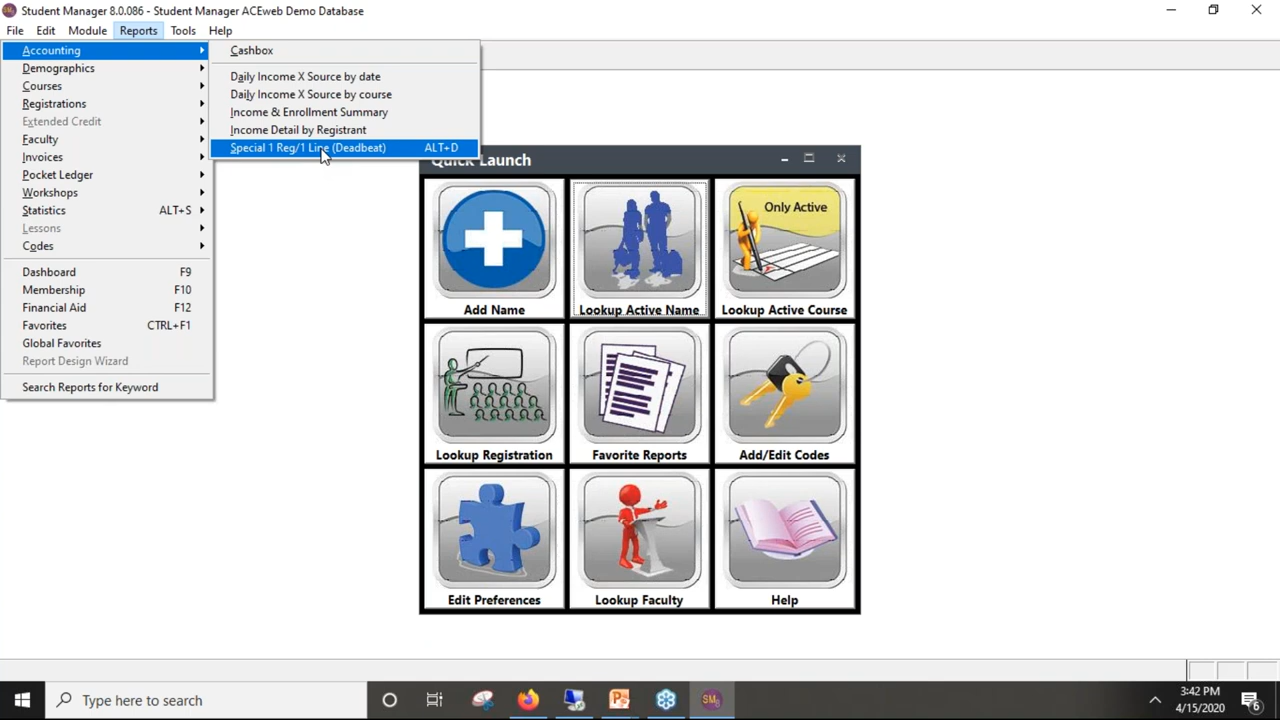 Student Manager 8.0.086 - Student Manager ACEweb Demo Database
File Edit Module Reports Tools Help
Accounting
Demographics
Courses
Registrations
Extended Credit
Faculty
Invoices
Pocket Ledger
Workshops
Statistics ALT+S
Lessons
Codes
Dashboard F9
Membership F10
Financial Aid F12
Favorites CTRL+F1
Global Favorites
Report Design Wizard
Search Reports for Keyword
Cashbox
Daily Income X Source by date
Daily Income X Source by course
Income & Enrollment Summary
Income Detail by Registrant
Special 1 Reg/1 Line (Deadbeat) ALT+D
Quick Launch
Only Active
Add Name Lookup Active Name Lookup Active Course
Lookup Registration Favorite Reports Add/Edit Codes
Edit Preferences Lookup Faculty Help
Type here to search
SM
3:42 PM
4/15/2020
6